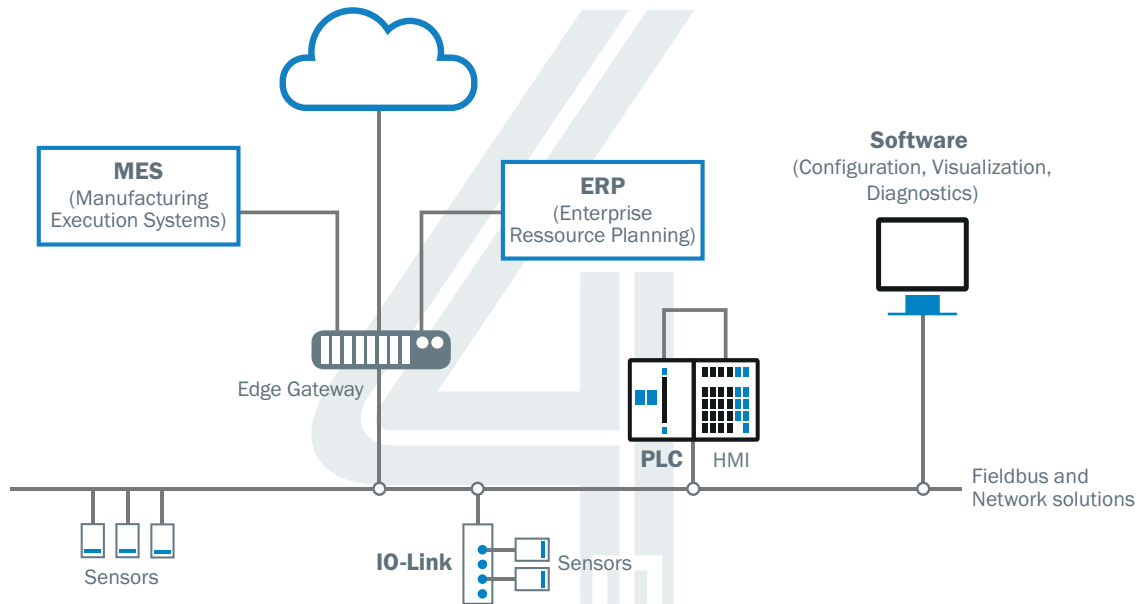 MES
(Manufacturing
Execution Systems)
ERP
(Enterprise
Ressource Planning)
Software
(Configuration, Visualization,
Diagnostics)
Edge Gateway
PLC
HMI
Fieldbus and
Network solutions
Sensors
IO-Link
Sensors